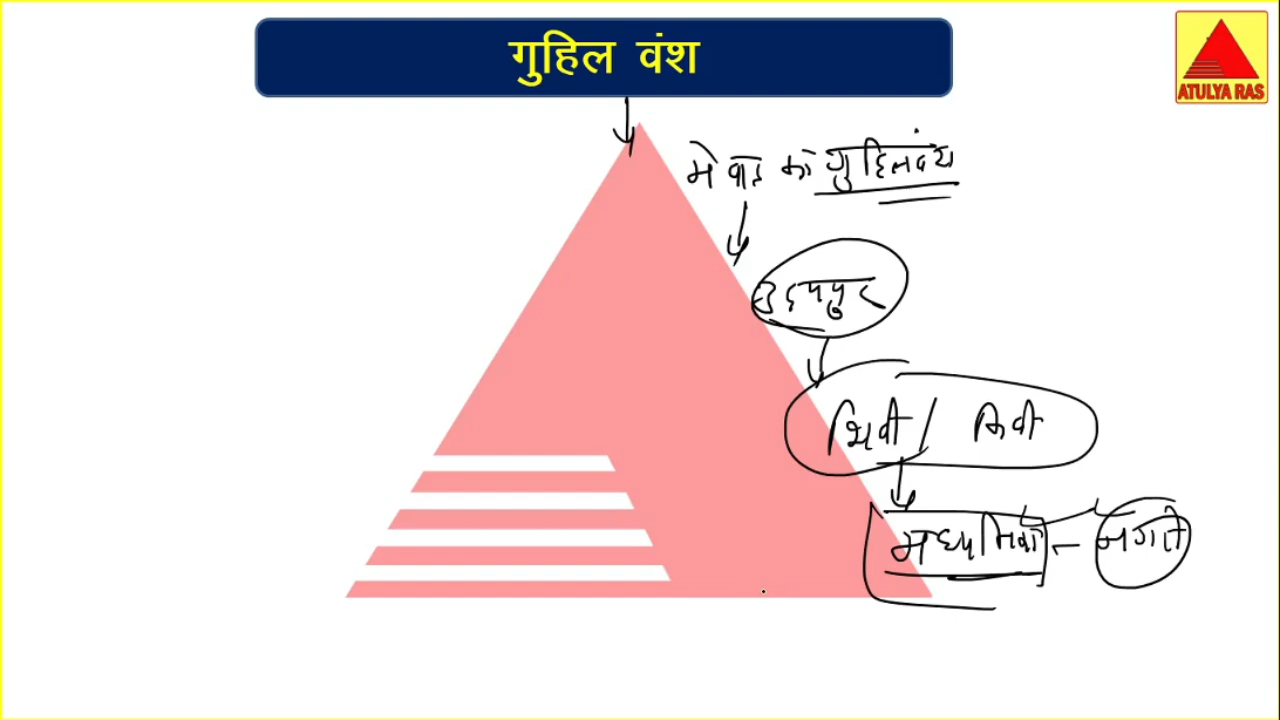 गुहिल वंश
ATULYA RAS
मेवाड का गुहिलवंश
उदयपुर
शिवी /
मध्यमिका - नगरी